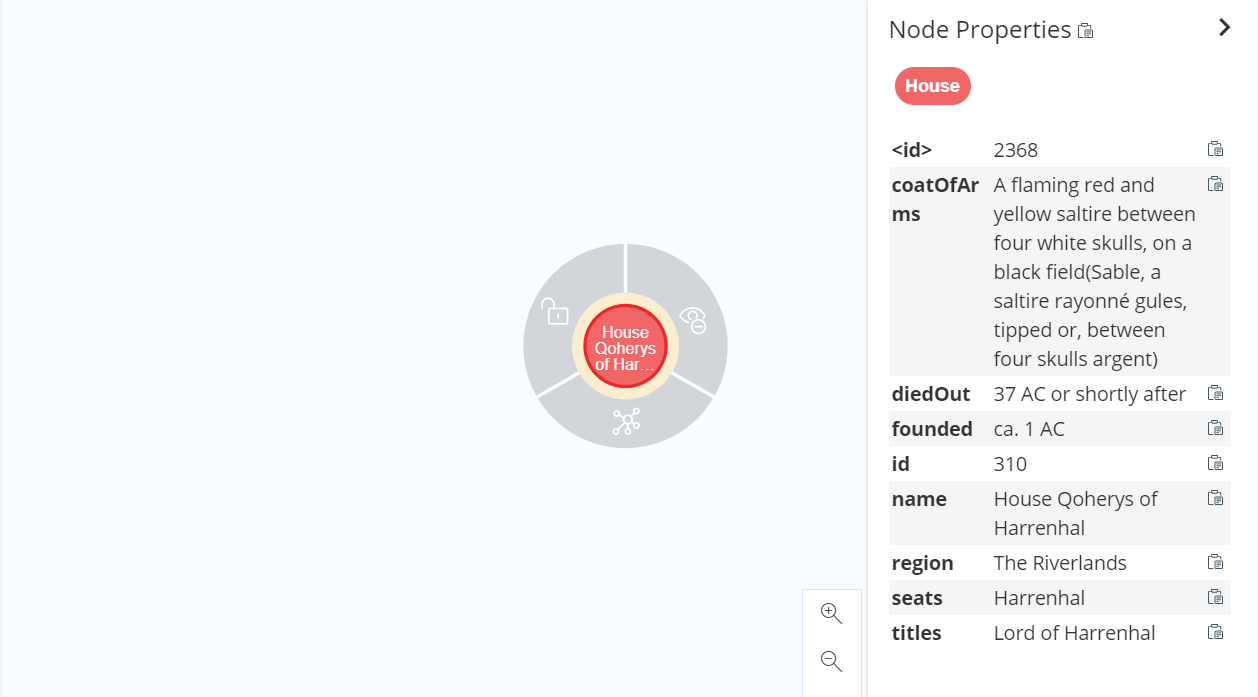 House
Qoherys
of Har...
Node Properties
House
<id> 2368
coatOfAr A flaming red and
ms yellow saltire between
four white skulls, on a
black field(Sable, a
saltire rayonné gules,
tipped or, between
four skulls argent)
diedOut 37 AC or shortly after
founded ca. 1 AC
id 310
name House Qoherys of
Harrenhal
region The Riverlands
seats Harrenhal
titles Lord of Harrenhal